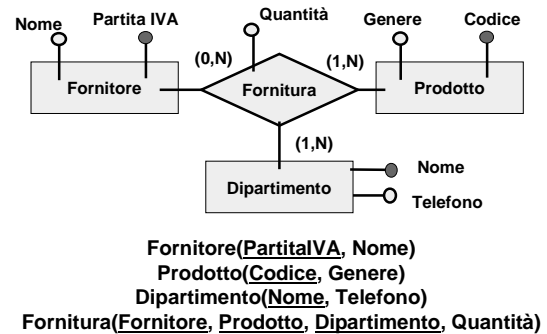 Nome
Partita IVA
Quantità
Genere
Codice
(0,N)
(1,N)
Fornitore
Fornitura
Prodotto
(1,N)
Nome
Dipartimento
Telefono
Fornitore(PartitaIVA, Nome)
Prodotto(Codice, Genere)
Dipartimento(Nome, Telefono)
Fornitura(Fornitore, Prodotto, Dipartimento, Quantità)